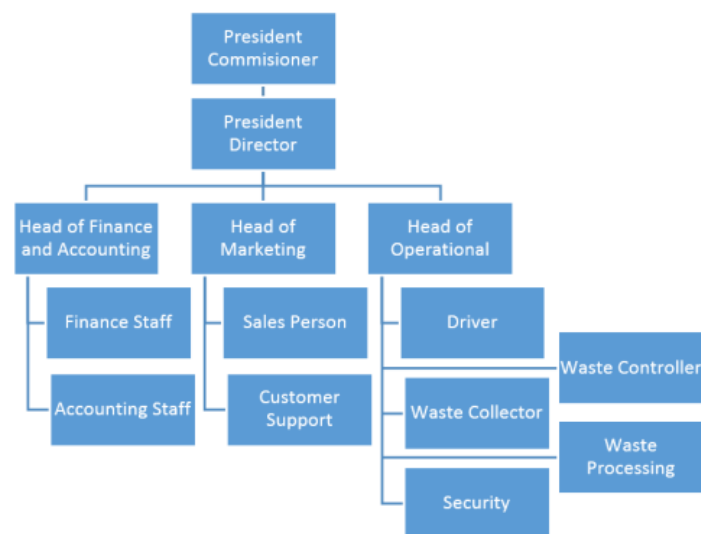 President
Commisioner
President
Director
Head of Finance
and Accounting
Head of
Marketing
Head of
Operational
Finance Staff
Sales Person
Driver
Waste Controller
Accounting Staff
Customer
Support
Waste Collector
Waste
Processing
Security